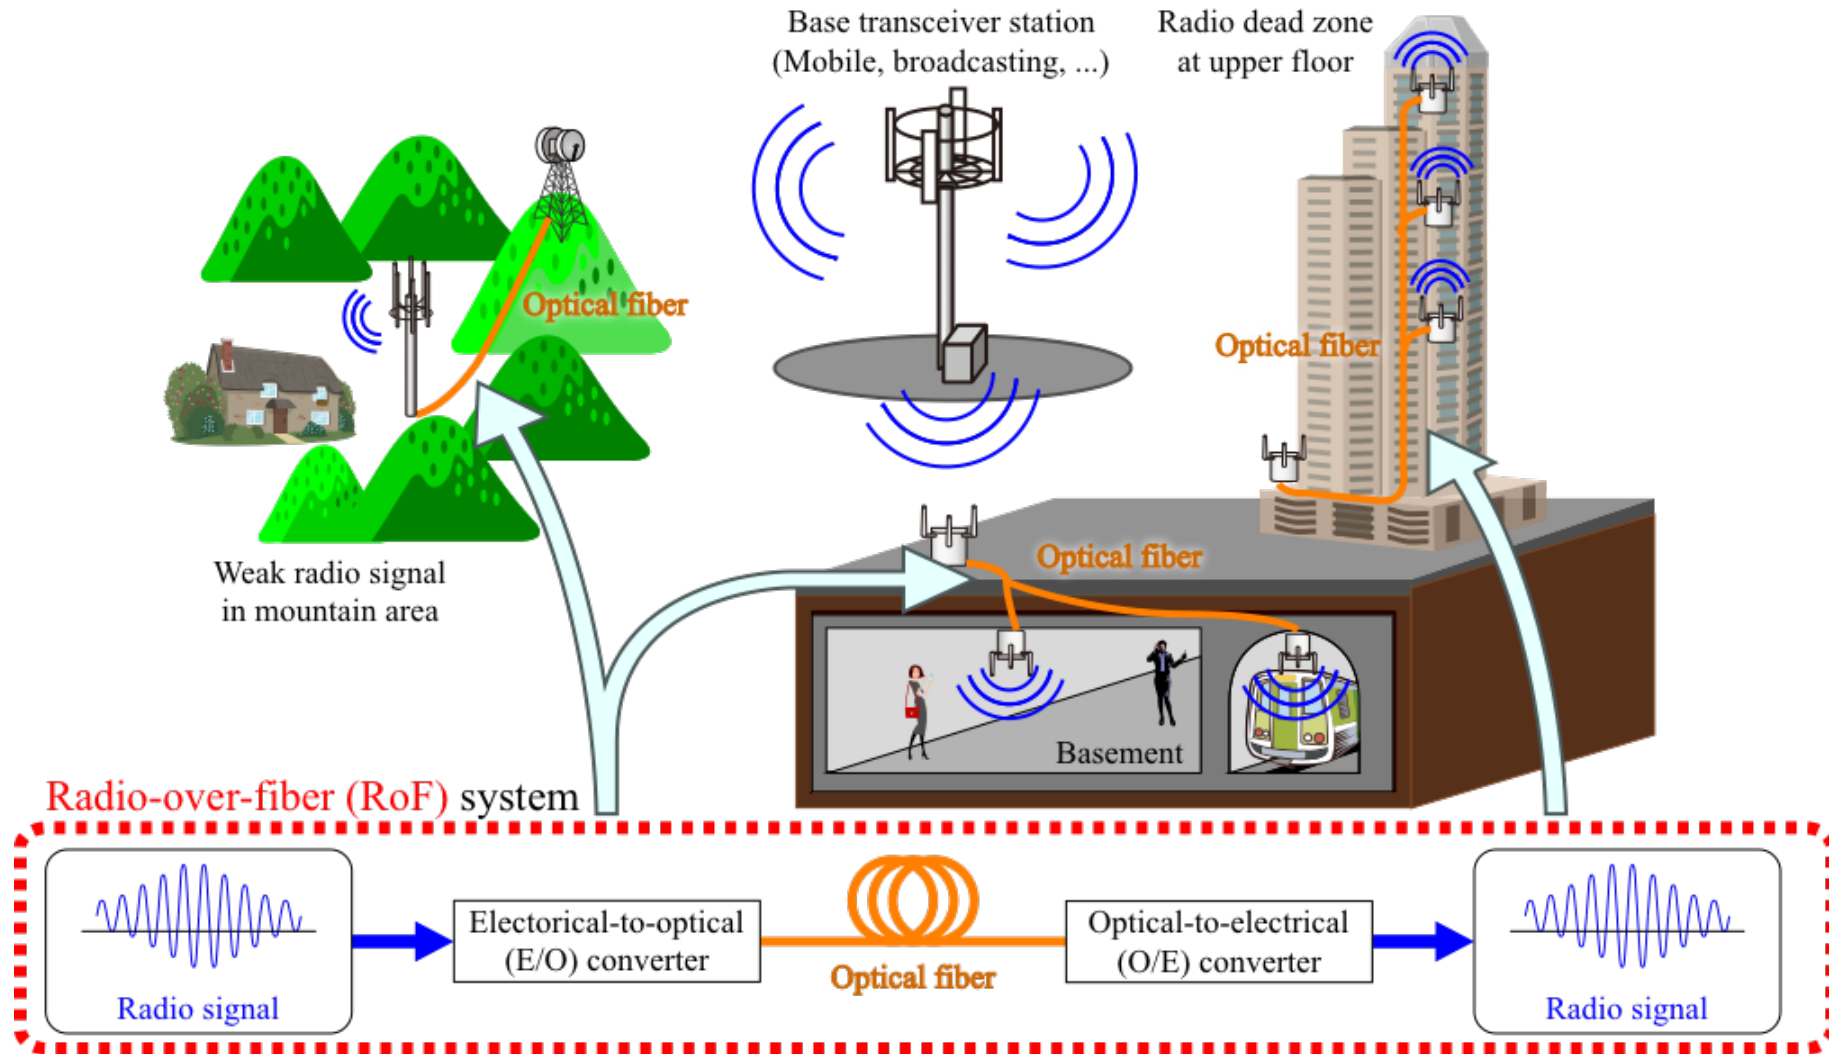 Base transceiver station
(Mobile, broadcasting, ...)
Radio dead zone
at upper floor
Optical fiber
Optical fiber
Optical fiber
Weak radio signal
in mountain area
Basement
Radio-over-fiber (RoF) system
Radio signal
Electorical-to-optical
(E/O) converter
Optical fiber
Optical-to-electrical
(O/E) converter
Radio signal